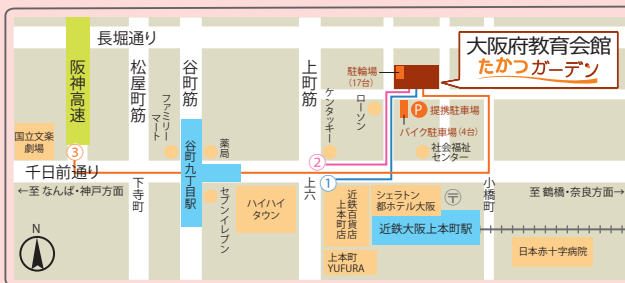 長堀通り
大阪府教育会館
たかつガーデン
阪神高速
松屋町筋
谷町筋
上町筋
駐輪場
(17台)
ファミリー
マート
ケンタッキー
ローソン
P 提携駐車場
バイク駐車場(4台)
国立文楽
劇場
③
薬局
谷町九丁目駅
社会福祉
センター
②
千日前通り
①
←至 なんば・神戸方面
下寺町
セブンイレブン
ハイハイ
タウン
上六
近鉄百貨店
上本町店
シェラトン
都ホテル大阪
〒
小橋町
至 鶴橋・奈良方面→
近鉄大阪上本町駅
N
上本町
YUFURA
日本赤十字病院